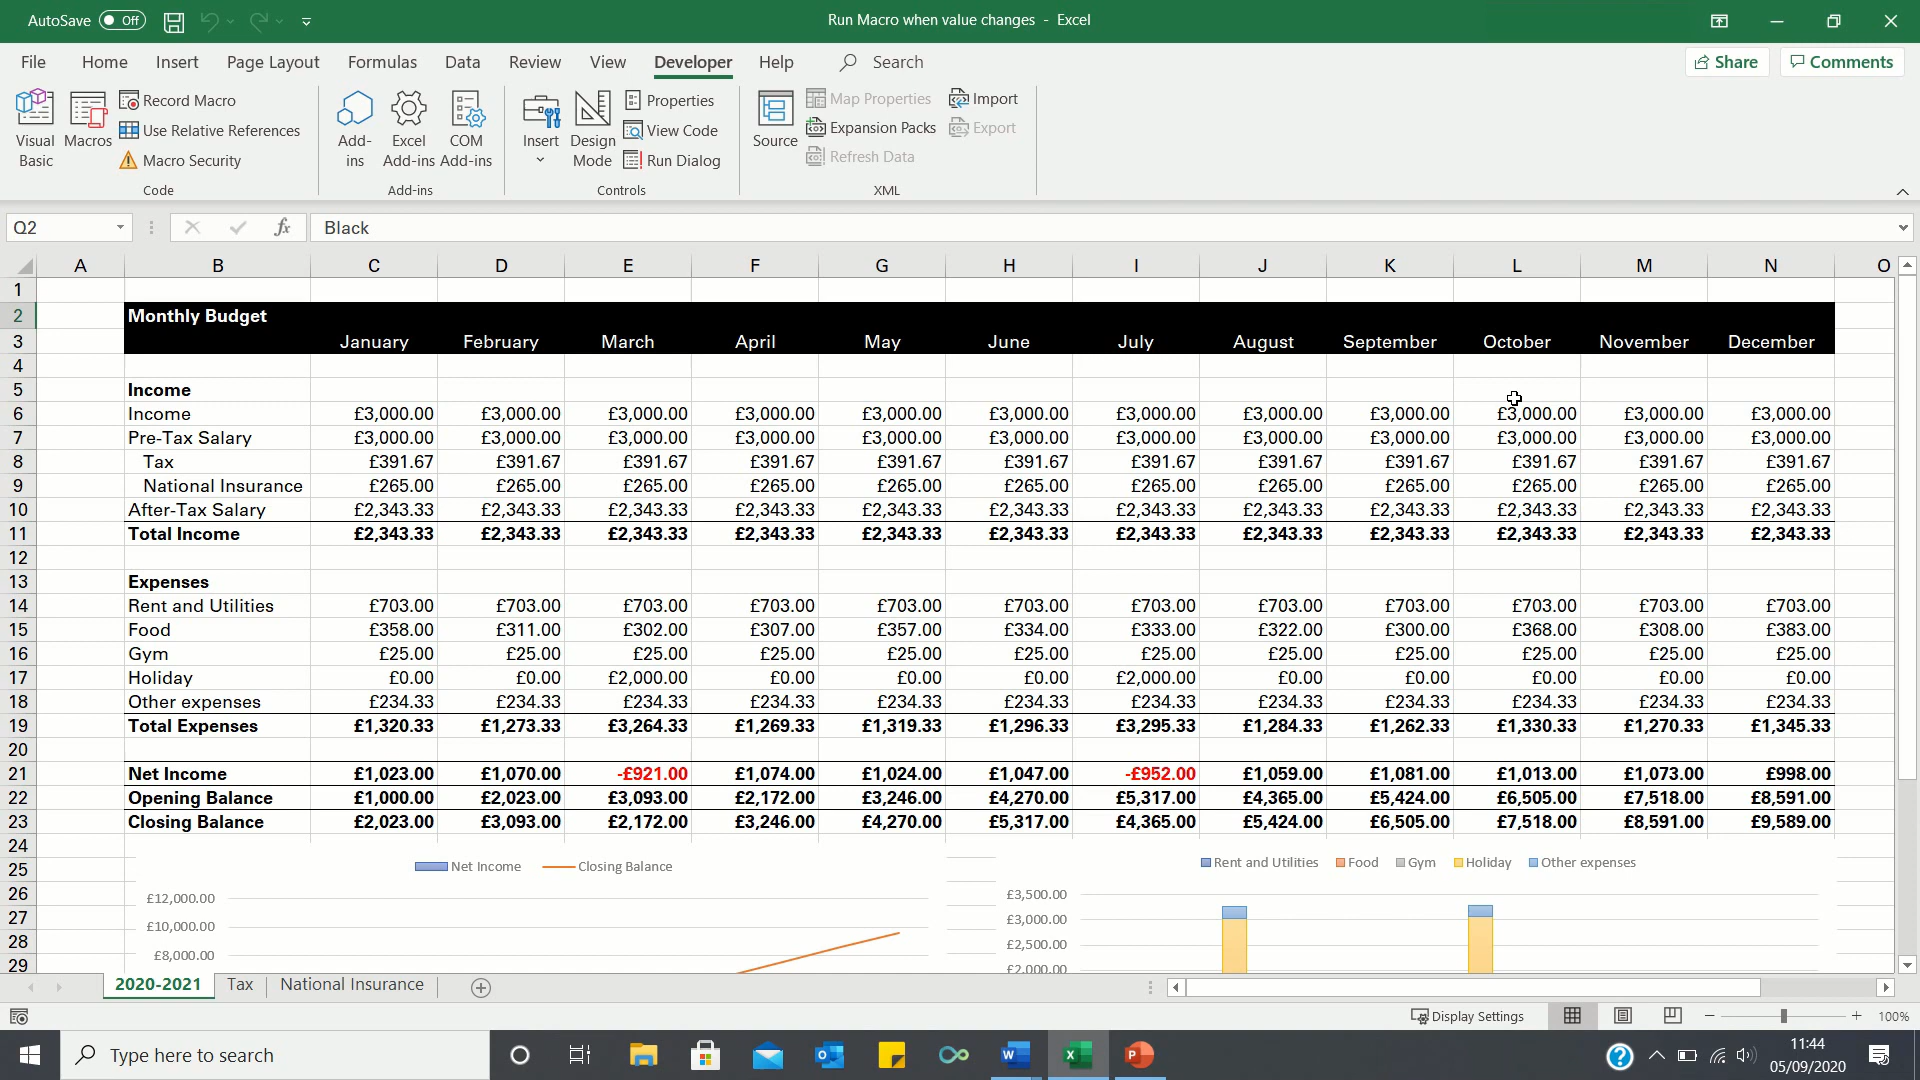 AutoSave Off
Run Macro when value changes - Excel
File Home Insert Page Layout Formulas Data Review View Developer Help Search Share Comments
Visual Basic
Macros
Record Macro
Use Relative References
Macro Security
Code
Add-ins
Excel Add-ins
COM Add-ins
Add-ins
Insert
Design Mode
Properties
View Code
Run Dialog
Controls
Source
Map Properties
Expansion Packs
Refresh Data
Import
Export
XML
Q2 fx Black
A B C D E F G H I J K L M N O
1
2 Monthly Budget
3 January February March April May June July August September October November December
4
5 Income
6 Income £3,000.00 £3,000.00 £3,000.00 £3,000.00 £3,000.00 £3,000.00 £3,000.00 £3,000.00 £3,000.00 £3,000.00 £3,000.00 £3,000.00
7 Pre-Tax Salary £3,000.00 £3,000.00 £3,000.00 £3,000.00 £3,000.00 £3,000.00 £3,000.00 £3,000.00 £3,000.00 £3,000.00 £3,000.00 £3,000.00
8 Tax £391.67 £391.67 £391.67 £391.67 £391.67 £391.67 £391.67 £391.67 £391.67 £391.67 £391.67 £391.67
9 National Insurance £265.00 £265.00 £265.00 £265.00 £265.00 £265.00 £265.00 £265.00 £265.00 £265.00 £265.00 £265.00
10 After-Tax Salary £2,343.33 £2,343.33 £2,343.33 £2,343.33 £2,343.33 £2,343.33 £2,343.33 £2,343.33 £2,343.33 £2,343.33 £2,343.33 £2,343.33
11 Total Income £2,343.33 £2,343.33 £2,343.33 £2,343.33 £2,343.33 £2,343.33 £2,343.33 £2,343.33 £2,343.33 £2,343.33 £2,343.33 £2,343.33
12
13 Expenses
14 Rent and Utilities £703.00 £703.00 £703.00 £703.00 £703.00 £703.00 £703.00 £703.00 £703.00 £703.00 £703.00 £703.00
15 Food £358.00 £311.00 £302.00 £307.00 £357.00 £334.00 £333.00 £322.00 £300.00 £368.00 £308.00 £383.00
16 Gym £25.00 £25.00 £25.00 £25.00 £25.00 £25.00 £25.00 £25.00 £25.00 £25.00 £25.00 £25.00
17 Holiday £0.00 £0.00 £2,000.00 £0.00 £0.00 £0.00 £2,000.00 £0.00 £0.00 £0.00 £0.00 £0.00
18 Other expenses £234.33 £234.33 £234.33 £234.33 £234.33 £234.33 £234.33 £234.33 £234.33 £234.33 £234.33 £234.33
19 Total Expenses £1,320.33 £1,273.33 £3,264.33 £1,269.33 £1,319.33 £1,296.33 £3,295.33 £1,284.33 £1,262.33 £1,330.33 £1,270.33 £1,345.33
20
21 Net Income £1,023.00 £1,070.00 -£921.00 £1,074.00 £1,024.00 £1,047.00 -£952.00 £1,059.00 £1,081.00 £1,013.00 £1,073.00 £998.00
22 Opening Balance £1,000.00 £2,023.00 £3,093.00 £2,172.00 £3,246.00 £4,270.00 £5,317.00 £4,365.00 £5,424.00 £6,505.00 £7,518.00 £8,591.00
23 Closing Balance £2,023.00 £3,093.00 £2,172.00 £3,246.00 £4,270.00 £5,317.00 £4,365.00 £5,424.00 £6,505.00 £7,518.00 £8,591.00 £9,589.00
24
25 Net Income Closing Balance Rent and Utilities Food Gym Holiday Other expenses
26 £12,000.00 £3,500.00
27 £10,000.00 £3,000.00
28 £8,000.00 £2,500.00
29 £2,000.00
2020-2021 Tax National Insurance
Display Settings 100%
Type here to search
11:44
05/09/2020